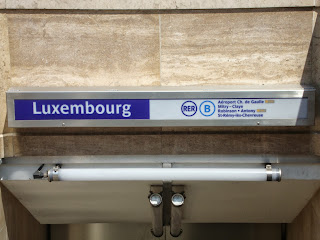 Luxembourg
RER B
Aéroport Ch. de Gaulle
Mitry - Claye
Robinson • Antony
St-Rémy-lès-Chevreuse